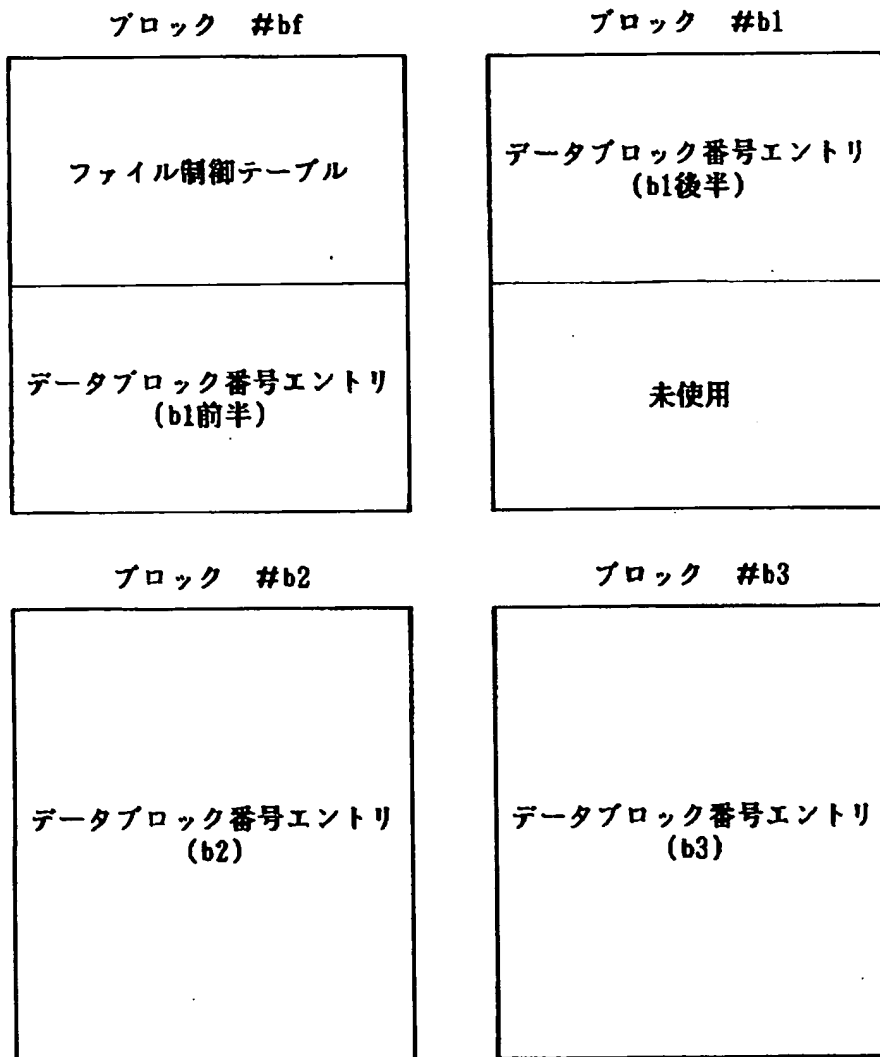 ブロック #bf
ファイル制御テーブル
データブロック番号エントリ
(b1前半)
ブロック #b1
データブロック番号エントリ
(b1後半)
未使用
ブロック #b2
データブロック番号エントリ
(b2)
ブロック #b3
データブロック番号エントリ
(b3)